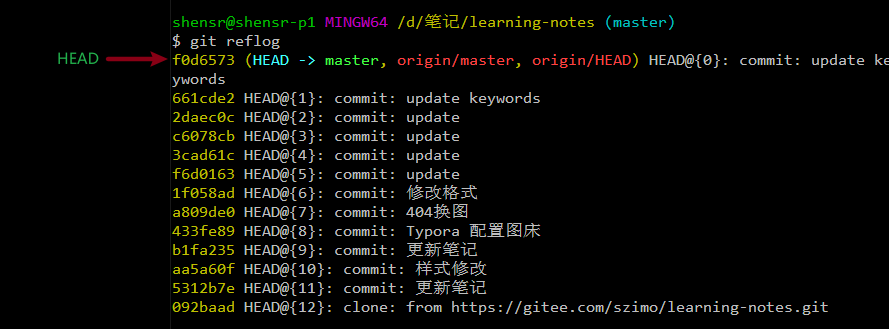 shensr@shensr-p1 MINGW64 /d/笔记/learning-notes (master)
$ git reflog
HEAD f0d6573 (HEAD -> master, origin/master, origin/HEAD) HEAD@{0}: commit: update ke
ywords
661cde2 HEAD@{1}: commit: update keywords
2daec0c HEAD@{2}: commit: update
c6078cb HEAD@{3}: commit: update
3cad61c HEAD@{4}: commit: update
f6d0163 HEAD@{5}: commit: update
1f058ad HEAD@{6}: commit: 修改格式
a809de0 HEAD@{7}: commit: 404换图
433fe89 HEAD@{8}: commit: Typora 配置图床
b1fa235 HEAD@{9}: commit: 更新笔记
aa5a60f HEAD@{10}: commit: 样式修改
5312b7e HEAD@{11}: commit: 更新笔记
092baad HEAD@{12}: clone: from https://gitee.com/szimo/learning-notes.git